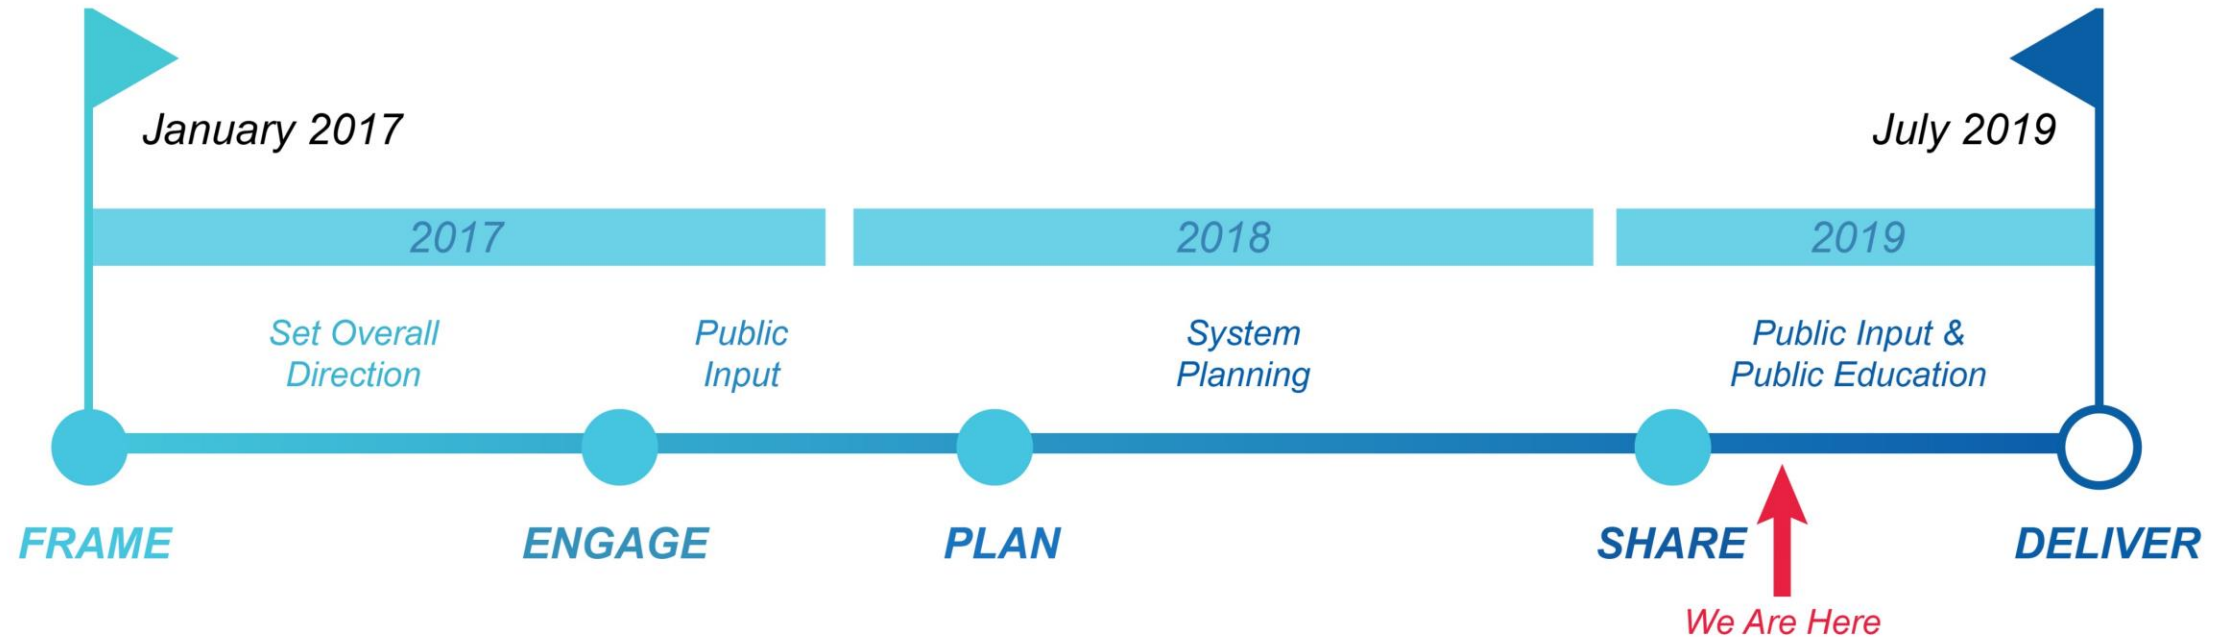 January 2017
July 2019
2017
2018
2019
Set Overall
Direction
Public
Input
System
Planning
Public Input &
Public Education
FRAME
ENGAGE
PLAN
SHARE
DELIVER
We Are Here